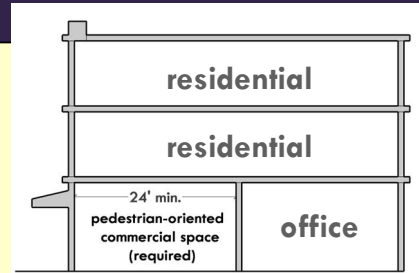 residential
residential
24' min.
pedestrian-oriented
commercial space
(required)
office